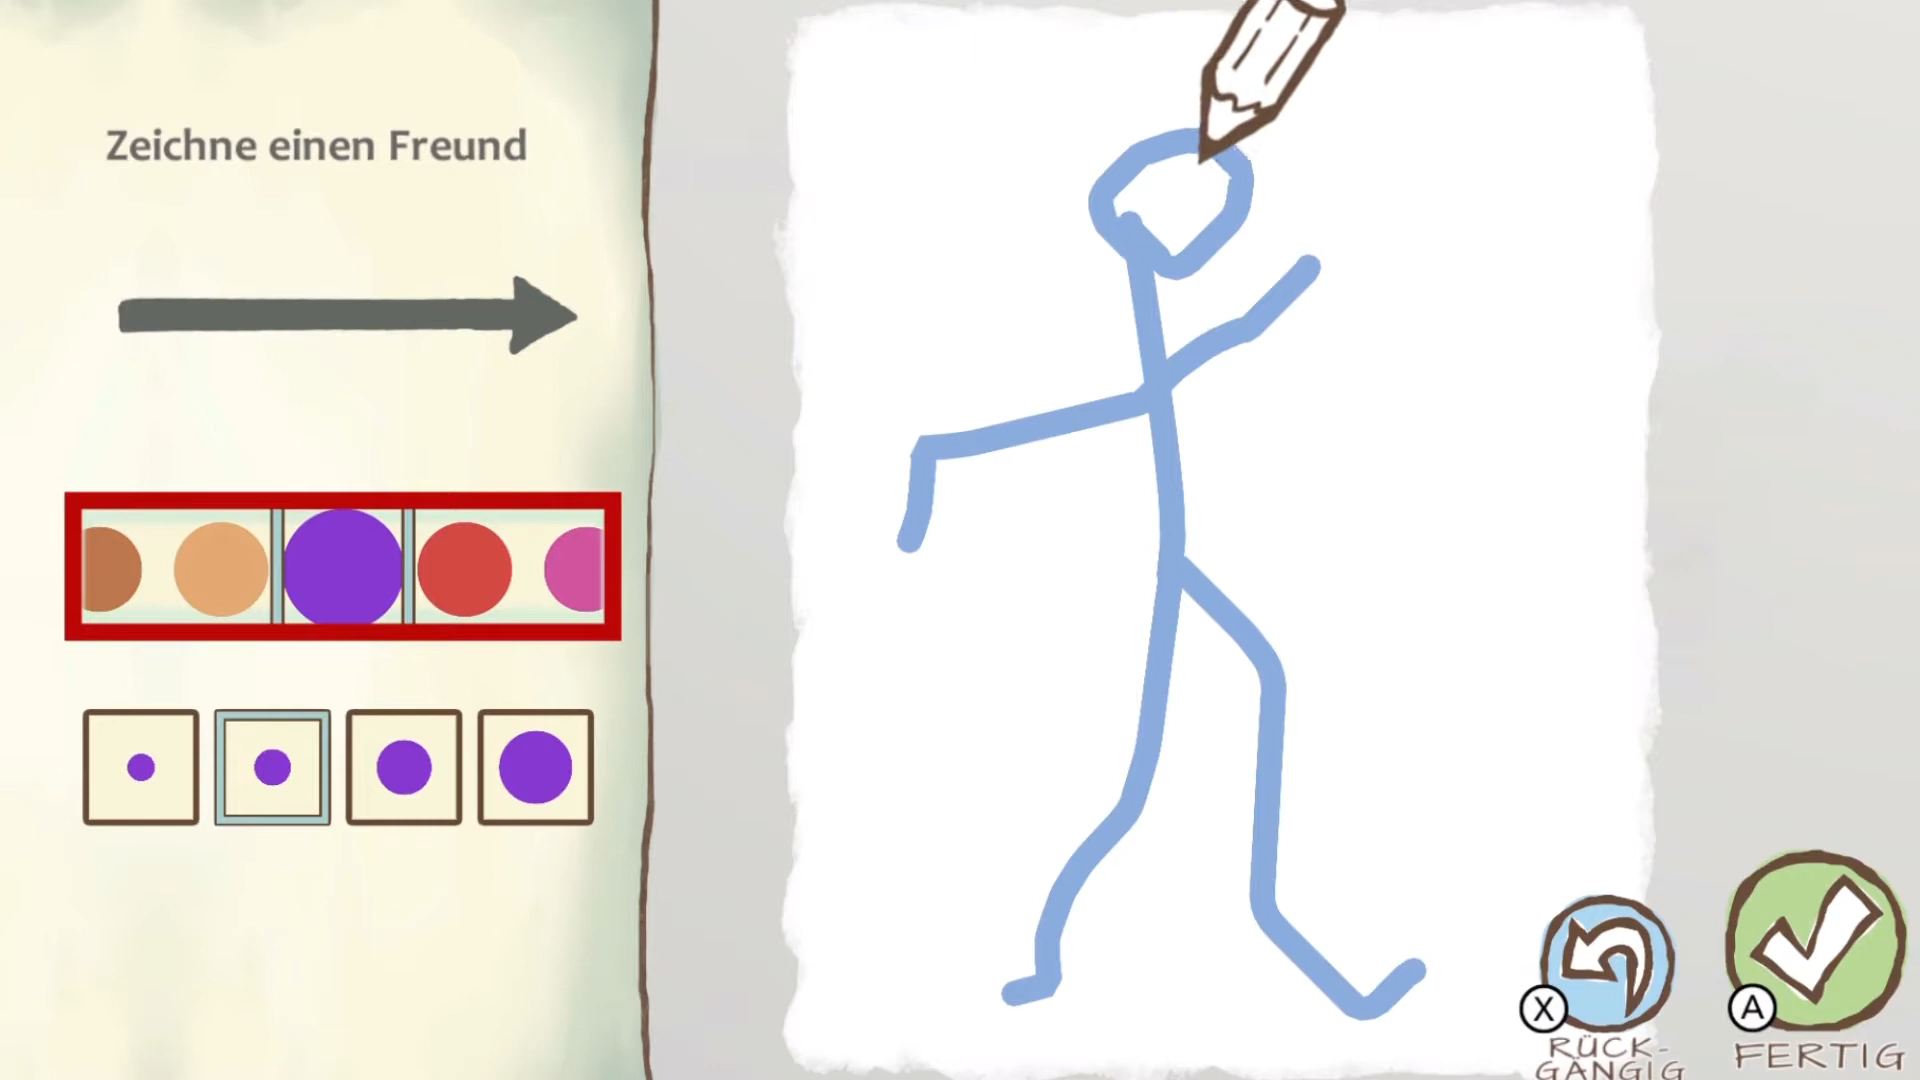 Zeichne einen Freund
X
RÜCK-
GÄNGIG
A
FERTIG